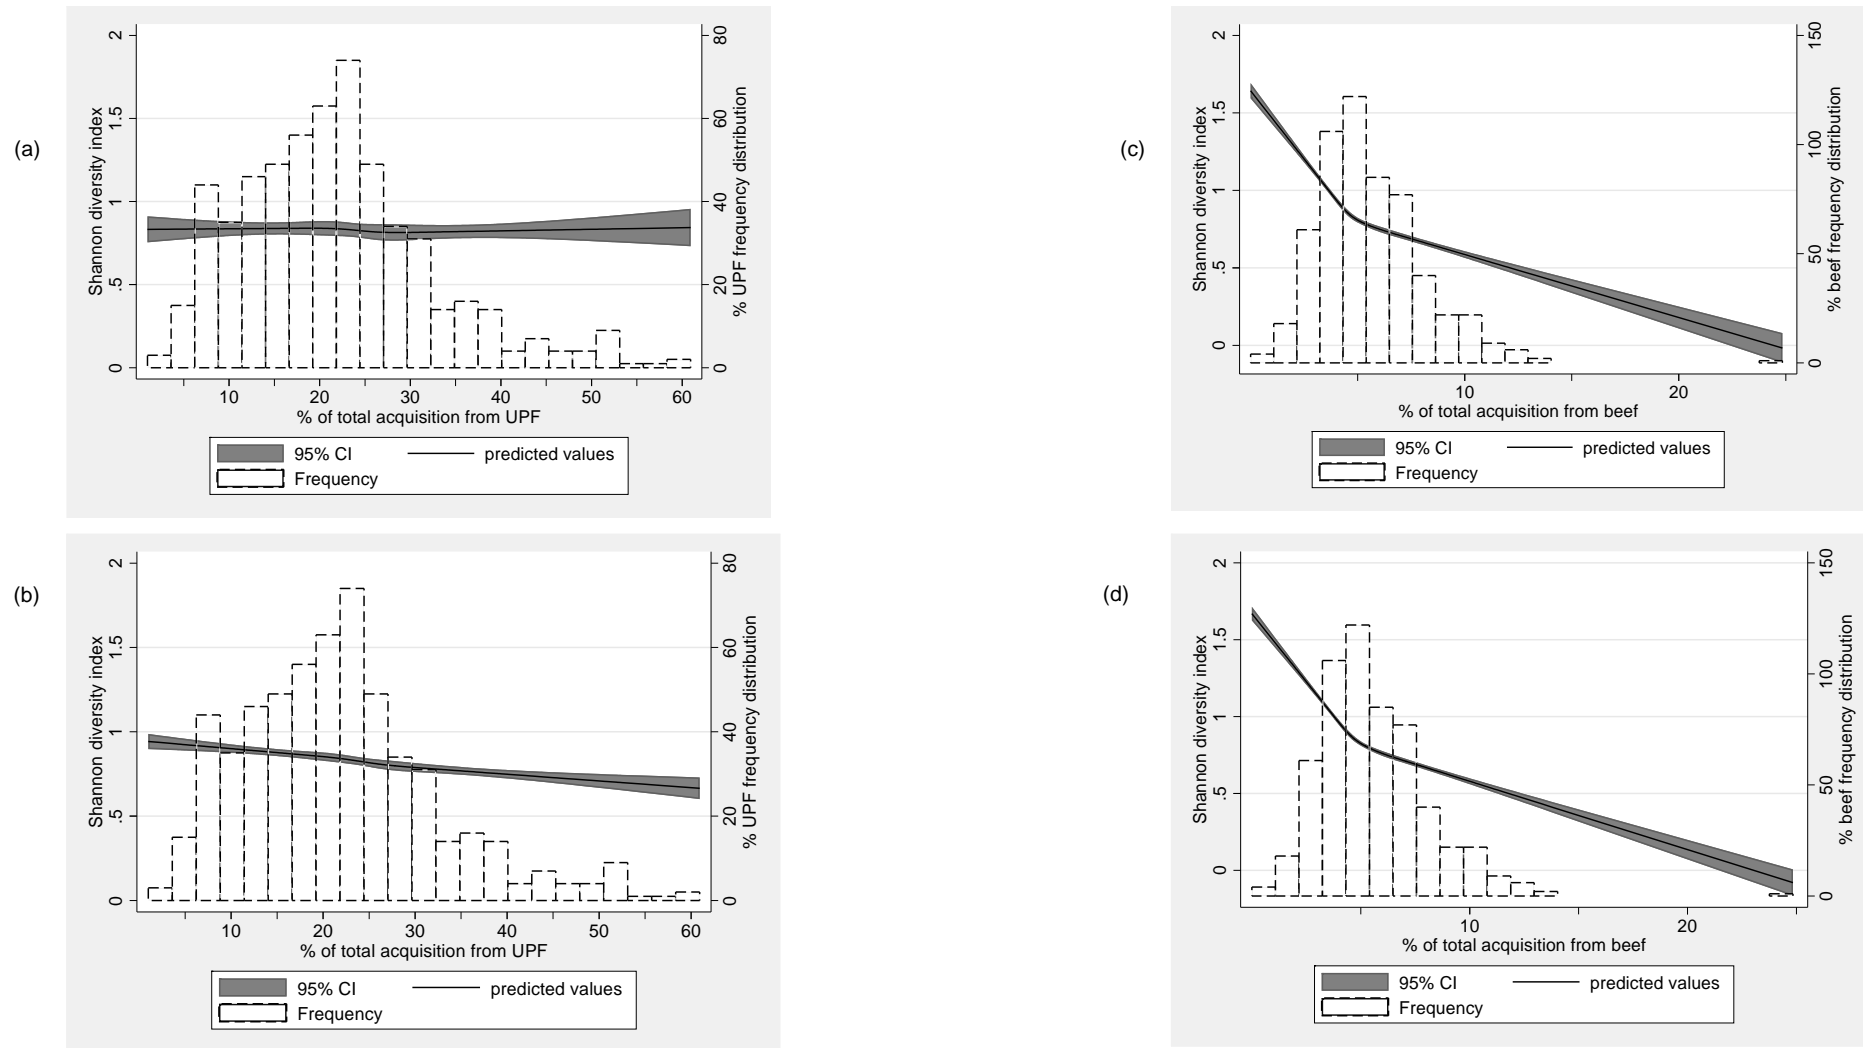 (a)
Shannon diversity index
0 .5 1 1.5 2
% UPF frequency distribution
0 20 40 60 80
10 20 30 40 50 60
% of total acquisition from UPF
95% CI predicted values
Frequency
(b)
Shannon diversity index
0 .5 1 1.5 2
% UPF frequency distribution
0 20 40 60 80
10 20 30 40 50 60
% of total acquisition from UPF
95% CI predicted values
Frequency
(c)
Shannon diversity index
0 .5 1 1.5 2
% beef frequency distribution
0 50 100 150
10 20
% of total acquisition from beef
95% CI predicted values
Frequency
(d)
Shannon diversity index
0 .5 1 1.5 2
% beef frequency distribution
0 50 100 150
10 20
% of total acquisition from beef
95% CI predicted values
Frequency